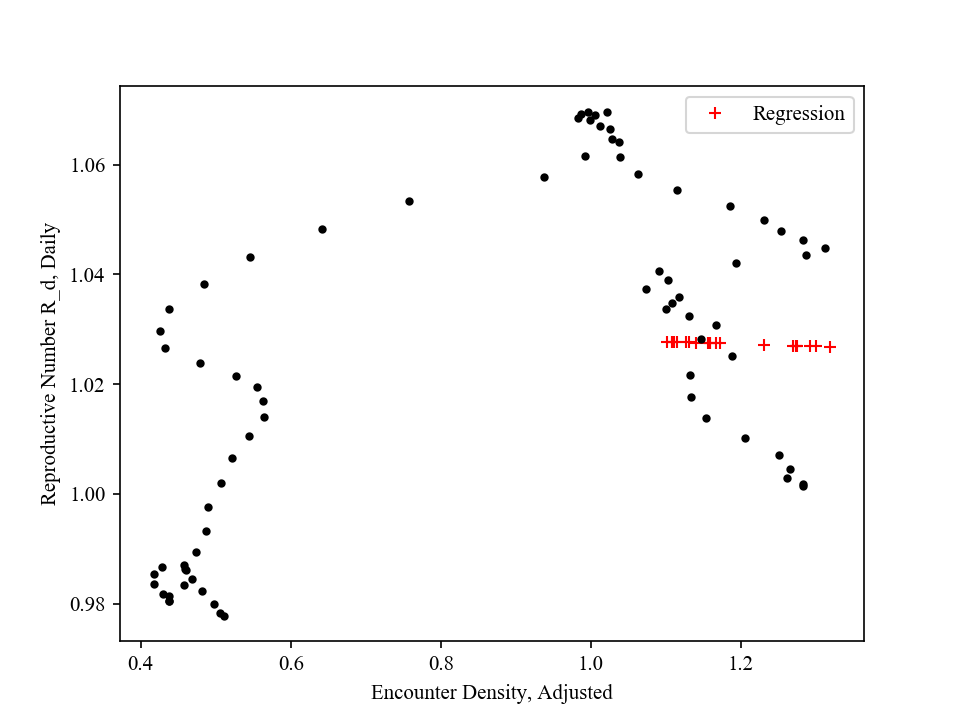 Regression
1.06
1.04
1.02
1.00
0.98
Reproductive Number R_d, Daily
0.4 0.6 0.8 1.0 1.2
Encounter Density, Adjusted